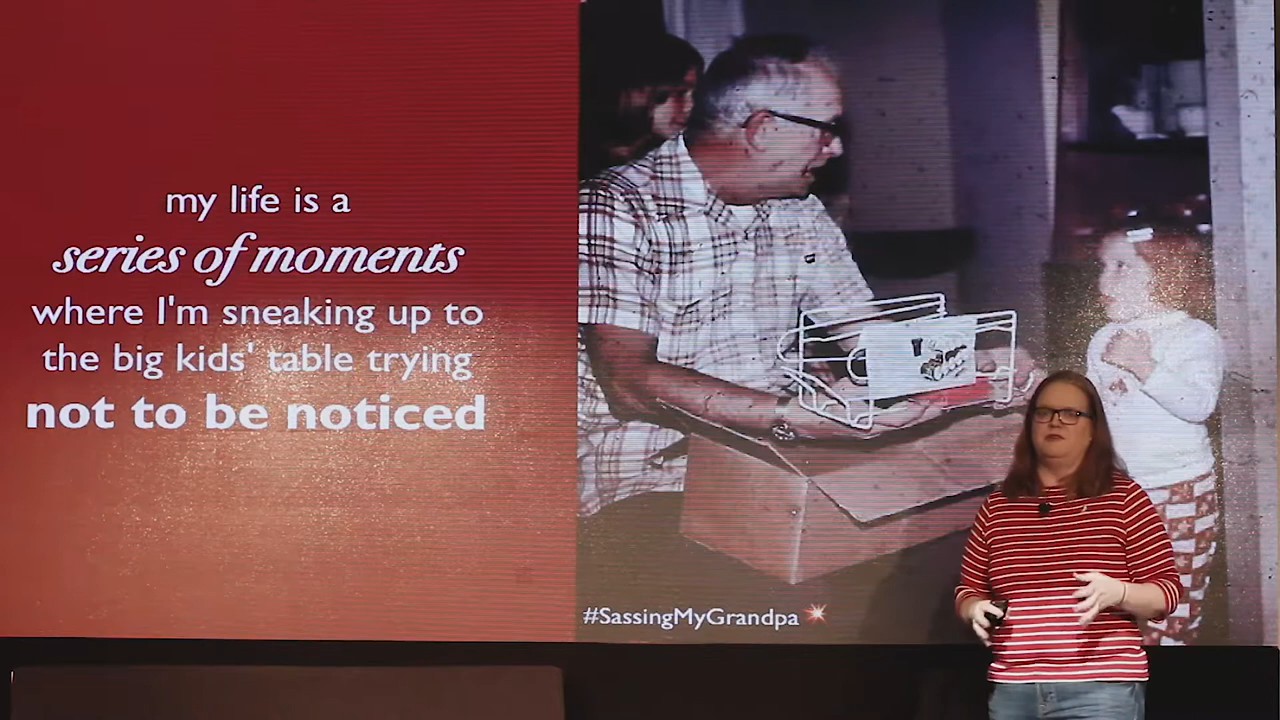 my life is a
series of moments
where I'm sneaking up to
the big kids' table trying
not to be noticed
#SassingMyGrandpa